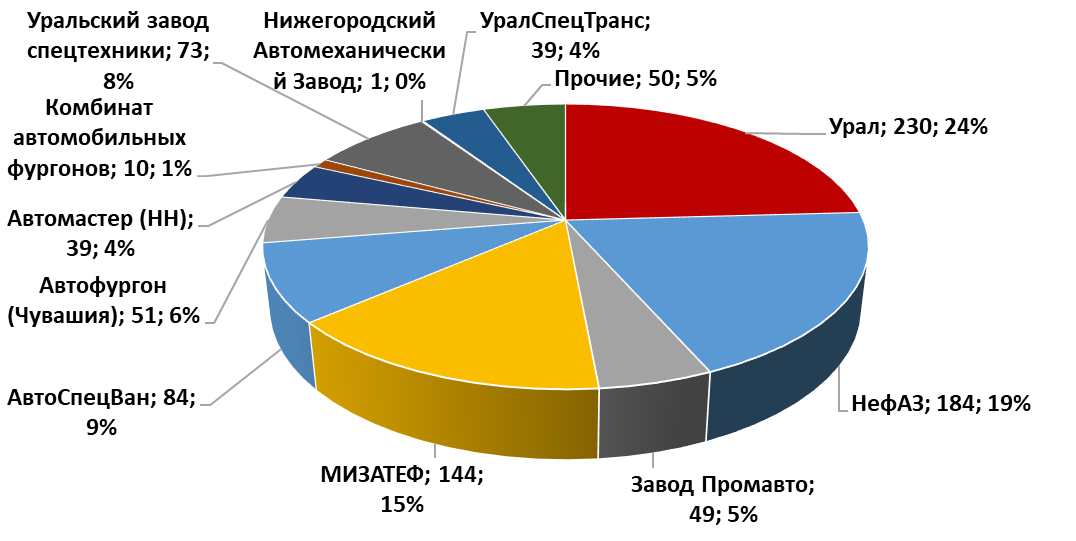 Уральский завод
спецтехники; 73;
8%
Нижегородский
Автомеханически
й Завод; 1; 0%
УралСпецТранс;
39; 4%
Прочие; 50; 5%
Урал; 230; 24%
Комбинат
автомобильных
фургонов; 10; 1%
Автомастер (НН);
39; 4%
Автофургон
(Чувашия); 51; 6%
АвтоСпецВан; 84;
9%
НефАЗ; 184; 19%
МИЗАТЕФ; 144;
15%
Завод Промавто;
49; 5%